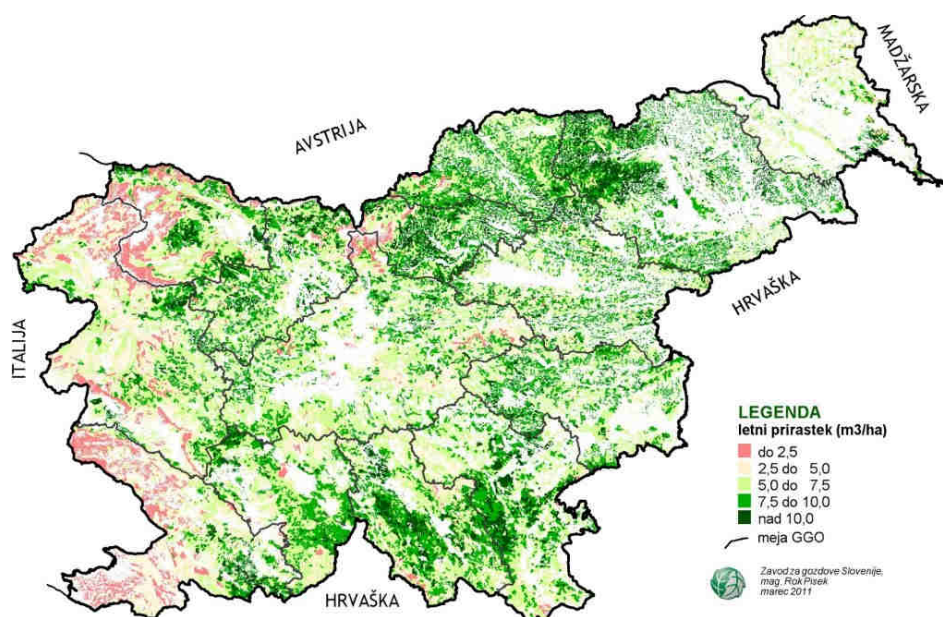 MADŽARSKA
AVSTRIJA
HRVAŠKA
ITALIJA
LEGENDA
letni prirastek (m3/ha)
do 2,5
2,5 do 5,0
5,0 do 7,5
7,5 do 10,0
nad 10,0
meja GGO
Zavod za gozdove Slovenije,
mag. Rok Pisek
marec 2011
HRVAŠKA